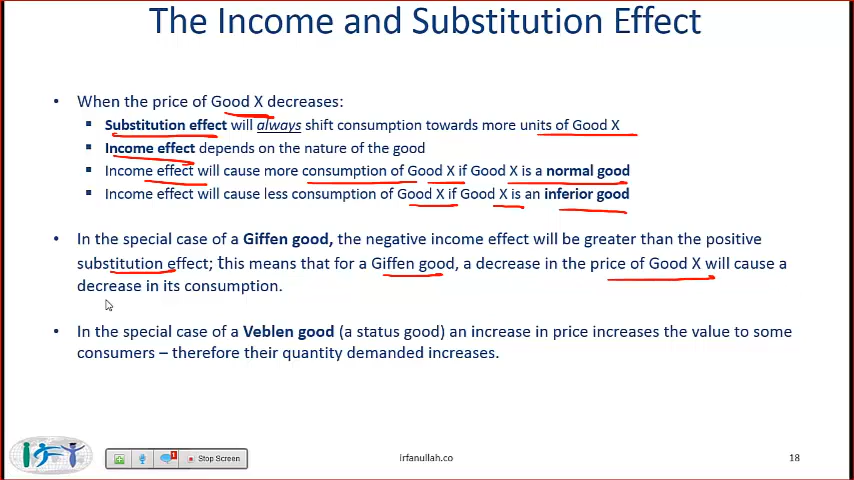 The Income and Substitution Effect
• When the price of Good X decreases:
▪ Substitution effect will always shift consumption towards more units of Good X
▪ Income effect depends on the nature of the good
▪ Income effect will cause more consumption of Good X if Good X is a normal good
▪ Income effect will cause less consumption of Good X if Good X is an inferior good
• In the special case of a Giffen good, the negative income effect will be greater than the positive
substitution effect; this means that for a Giffen good, a decrease in the price of Good X will cause a
decrease in its consumption.
• In the special case of a Veblen good (a status good) an increase in price increases the value to some
consumers – therefore their quantity demanded increases.
1
Stop Screen
irfanullah.co
18